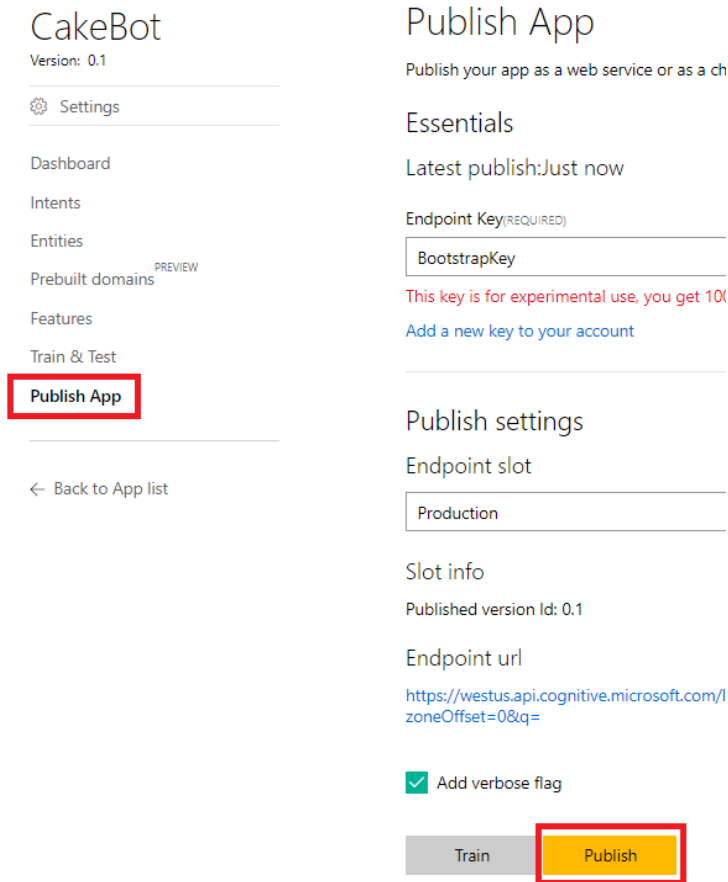 CakeBot
Version: 0.1
Settings
Dashboard
Intents
Entities
Prebuilt domains PREVIEW
Features
Train & Test
Publish App
Back to App list
Publish App
Publish your app as a web service or as a ch
Essentials
Latest publish:Just now
Endpoint Key(REQUIRED)
BootstrapKey
This key is for experimental use, you get 100
Add a new key to your account
Publish settings
Endpoint slot
Production
Slot info
Published version Id: 0.1
Endpoint url
https://westus.api.cognitive.microsoft.com/l
zoneOffset=0&q=
Add verbose flag
Train
Publish